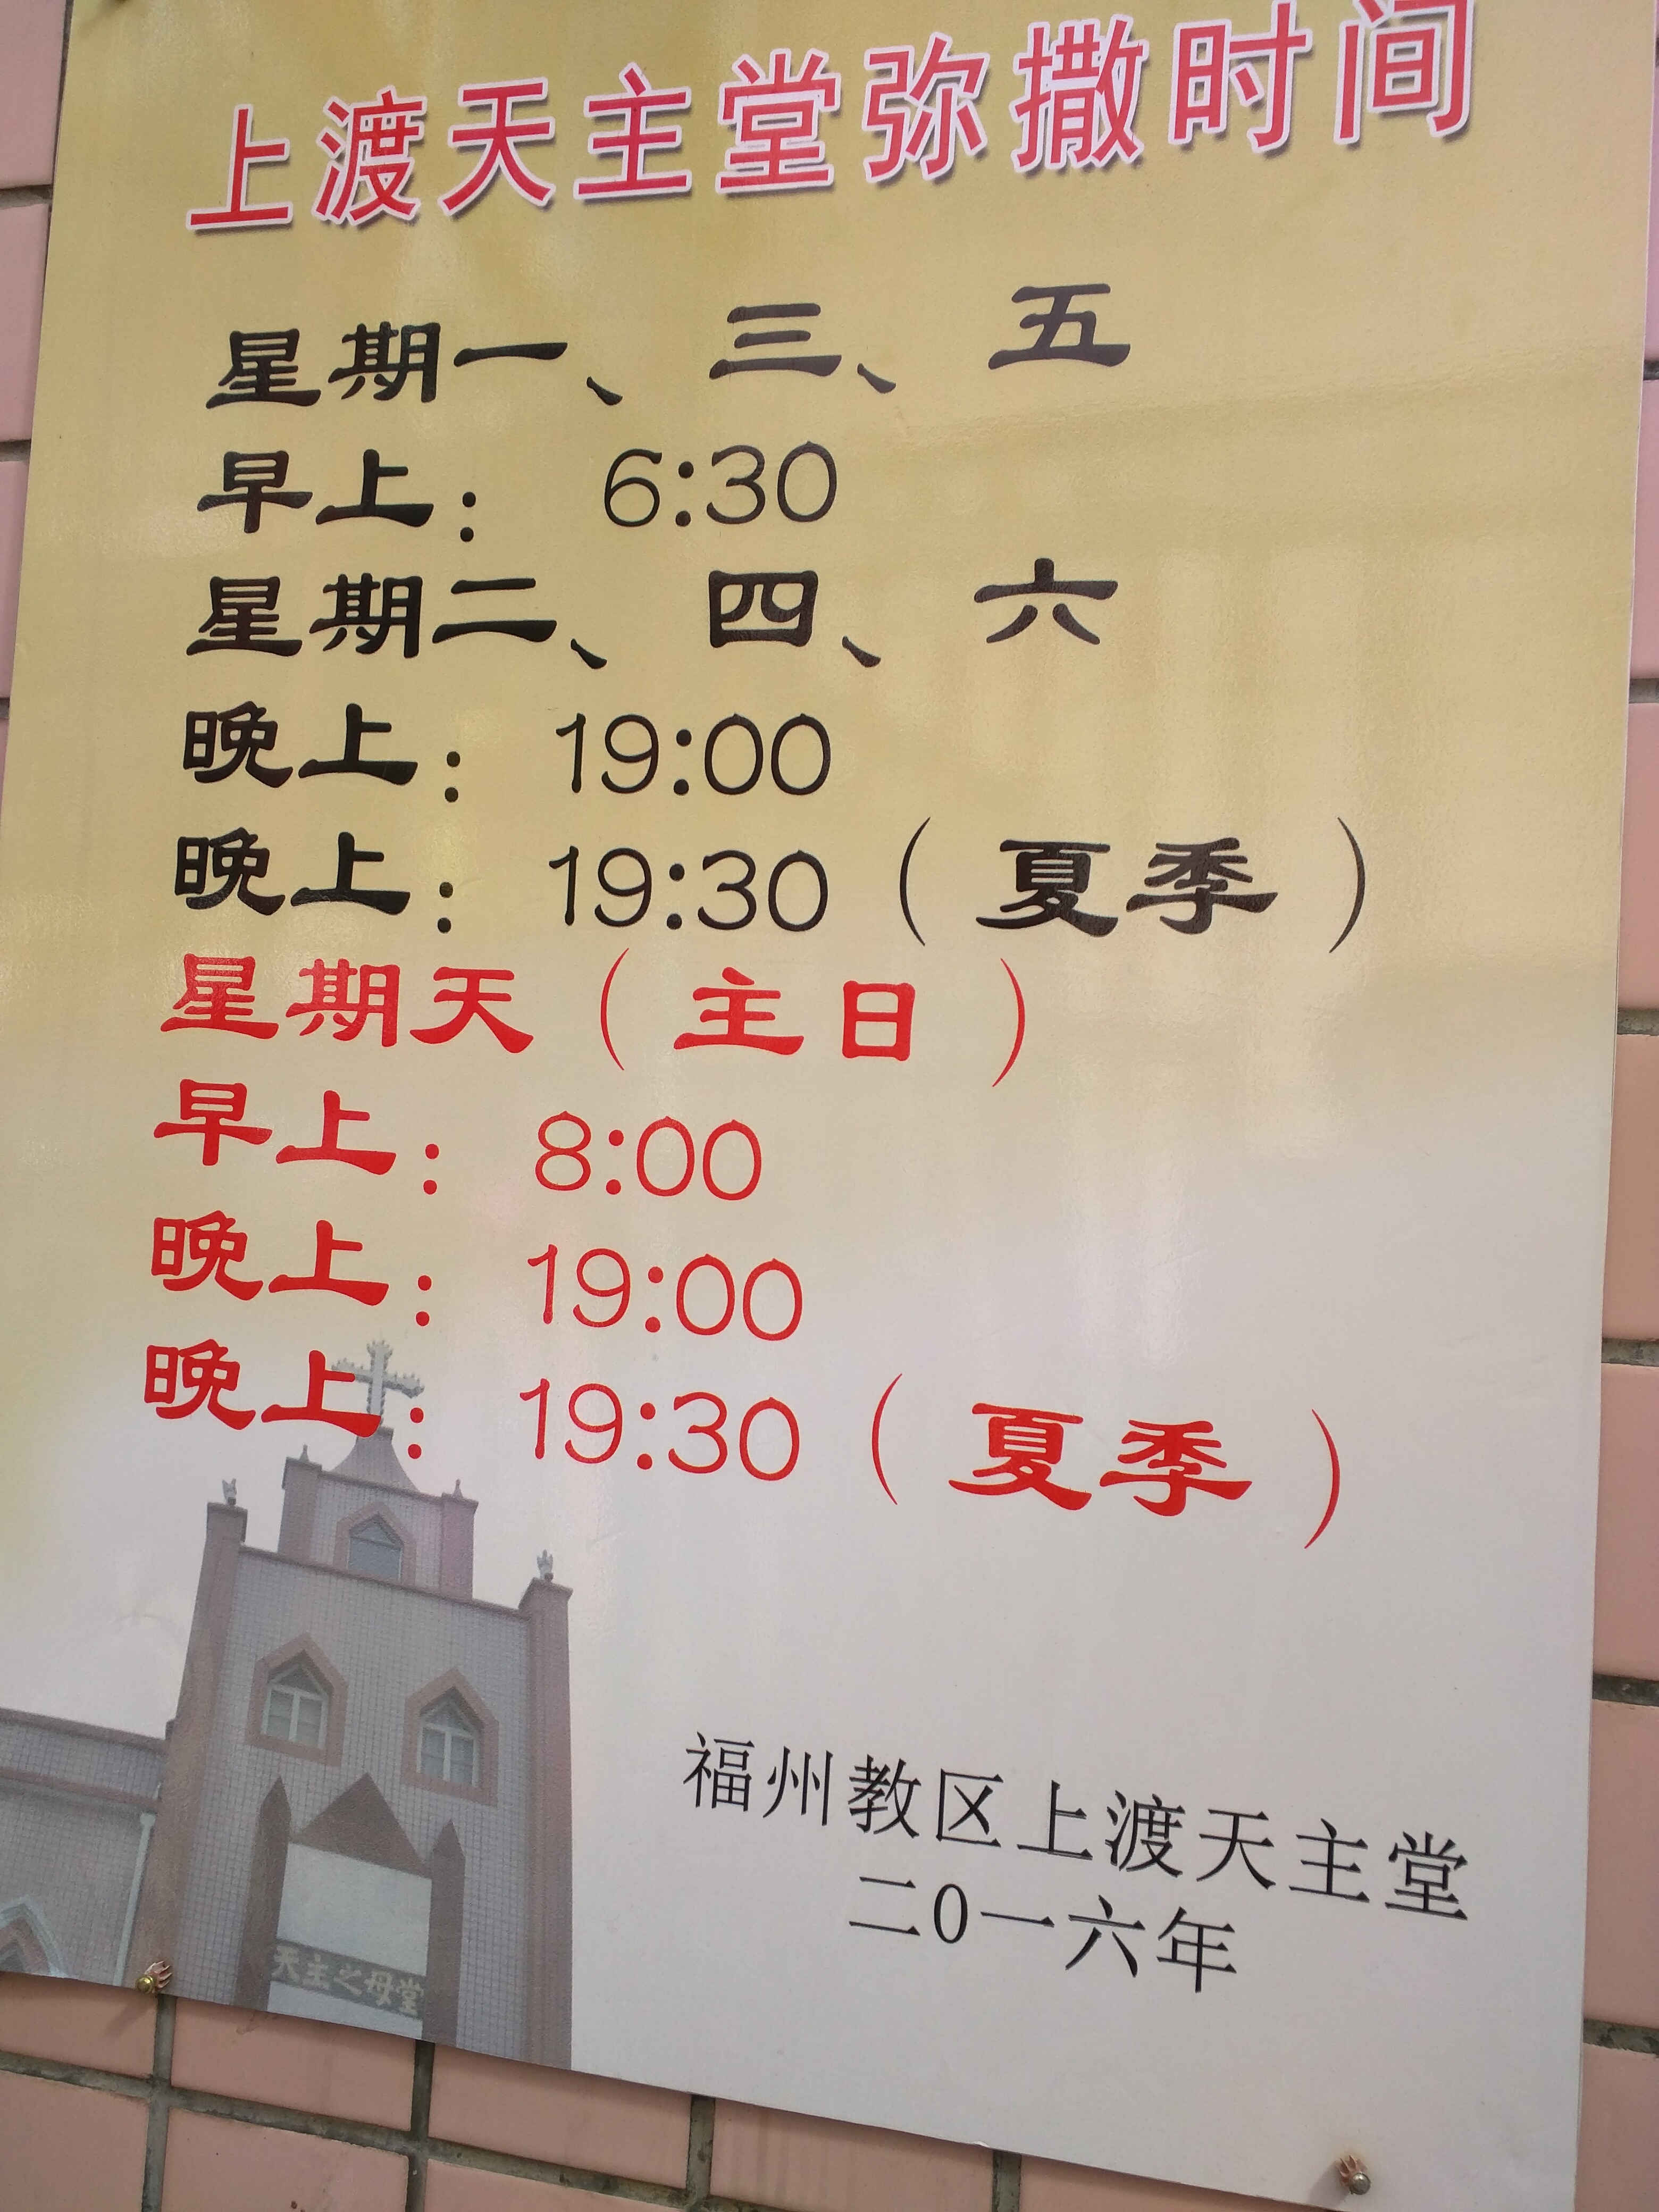 上渡天主堂弥撒时间
星期一、 三、 五
早上： 6:30
星期二、 四、 六
晚上： 19:00
晚上： 19:30（夏季）
星期天（主日）
早上： 8:00
晚上： 19:00
晚上： 19:30（夏季）
福州教区上渡天主堂
二0一六年
天主之母堂